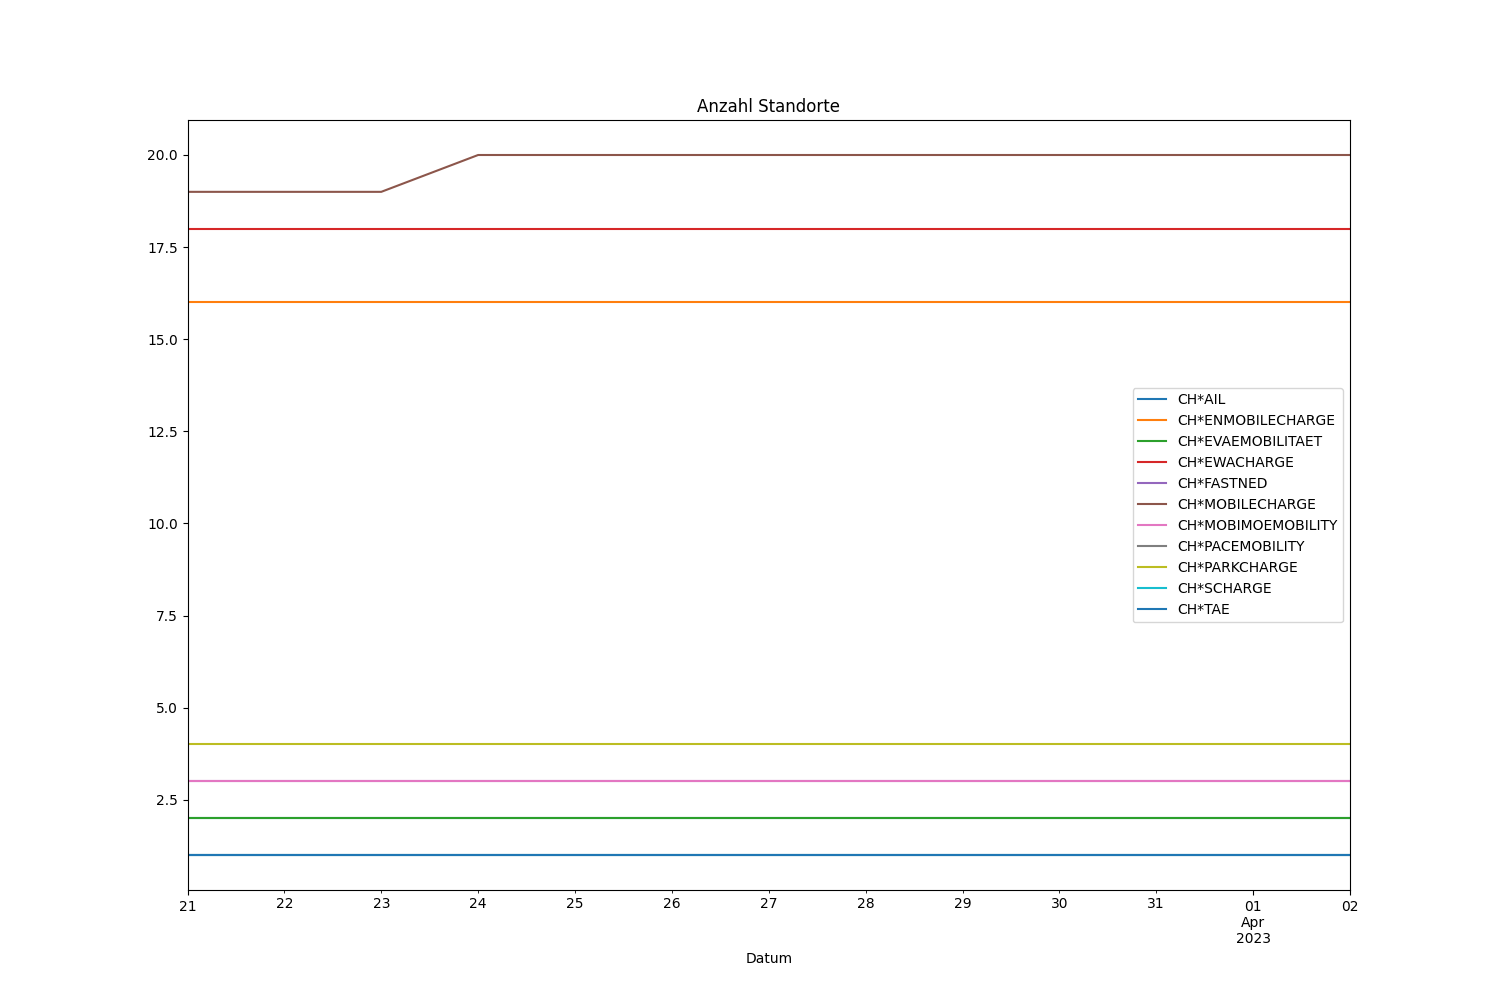 Anzahl Standorte
20.0
17.5
15.0
12.5
10.0
7.5
5.0
2.5
CH*AIL
CH*ENMOBILECHARGE
CH*EVAEMOBILITAET
CH*EWACHARGE
CH*FASTNED
CH*MOBILECHARGE
CH*MOBIMOEMOBILITY
CH*PACEMOBILITY
CH*PARKCHARGE
CH*SCHARGE
CH*TAE
21 22 23 24 25 26 27 28 29 30 31 01 02
Apr
2023
Datum